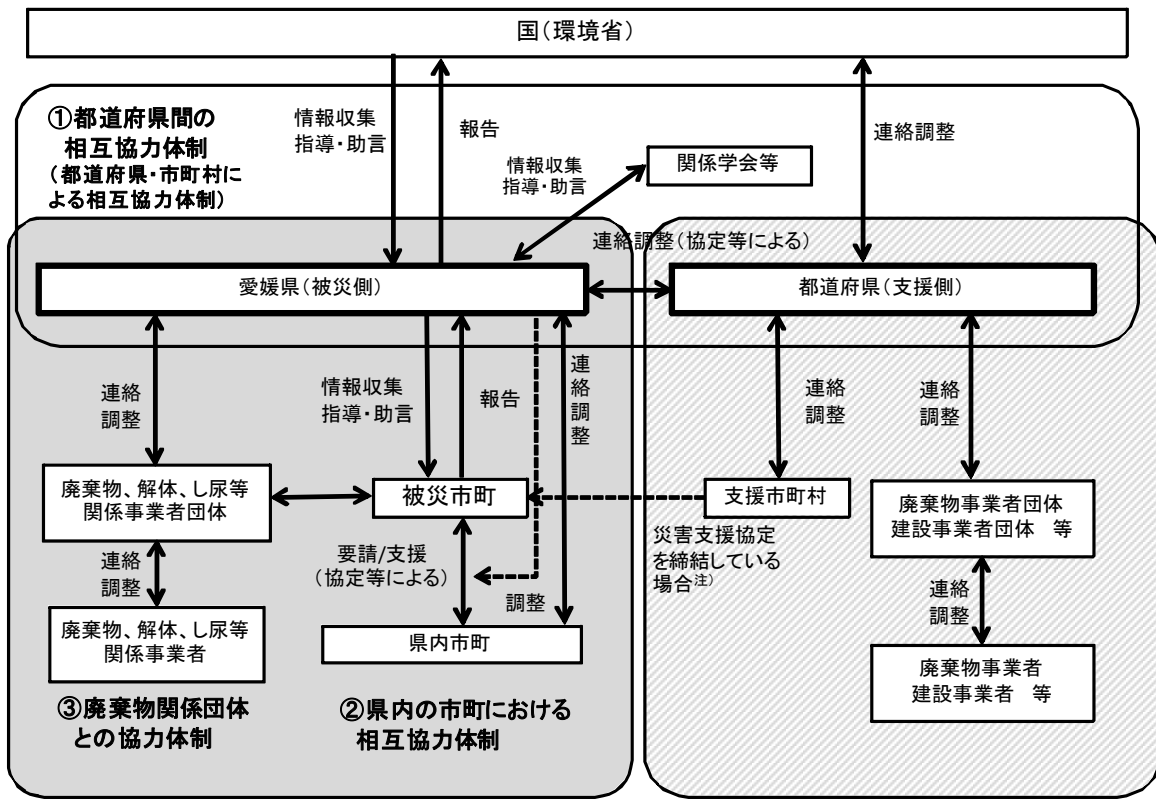 国（環境省）
①都道府県間の
相互協力体制
（都道府県・市町村に
よる相互協力体制）
情報収集
指導・助言
報告
情報収集
指導・助言
関係学会等
連絡調整
連絡調整（協定等による）
愛媛県（被災側）
都道府県（支援側）
連絡
調整
情報収集
指導・助言
報告
連
絡
調
整
連絡
調整
連絡
調整
廃棄物、解体、し尿等
関係事業者団体
被災市町
支援市町村
廃棄物事業者団体
建設事業者団体　等
連絡
調整
要請/支援
（協定等による）
調整
災害支援協定
を締結している
場合注）
連絡
調整
廃棄物、解体、し尿等
関係事業者
県内市町
廃棄物事業者
建設事業者　等
③廃棄物関係団体
との協力体制
②県内の市町における
相互協力体制